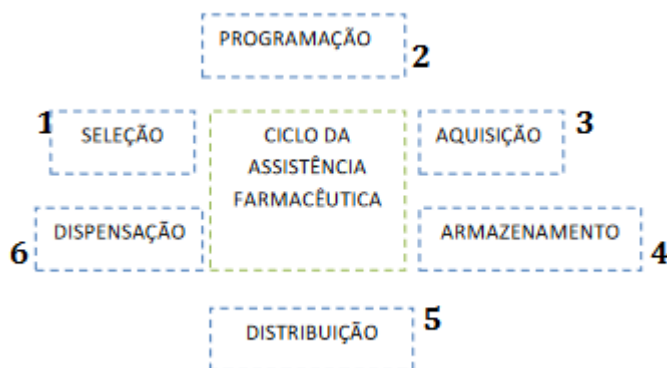 PROGRAMAÇÃO
2
1
SELEÇÃO
CICLO DA
ASSISTÊNCIA
FARMACÊUTICA
AQUISIÇÃO
3
6
DISPENSAÇÃO
ARMAZENAMENTO
4
DISTRIBUIÇÃO
5